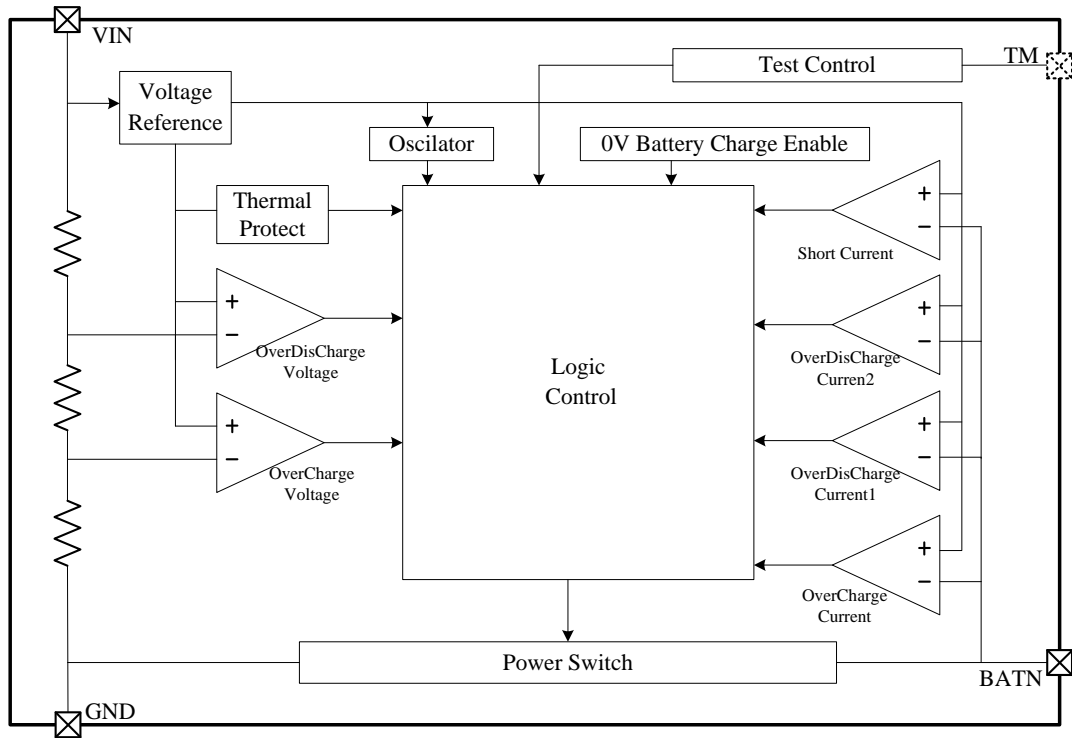 VIN
TM
Test Control
Voltage
Reference
Oscilator
0V Battery Charge Enable
Thermal
Protect
+
−
Short Current
+
−
OverDisCharge
Voltage
+
−
OverDisCharge
Curren2
Logic
Control
+
−
OverCharge
Voltage
+
−
OverDisCharge
Current1
+
−
OverCharge
Current
Power Switch
BATN
GND